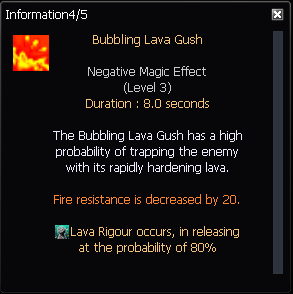 Information4/5
Bubbling Lava Gush
Negative Magic Effect
(Level 3)
Duration : 8.0 seconds
The Bubbling Lava Gush has a high
probability of trapping the enemy
with its rapidly hardening lava.
Fire resistance is decreased by 20.
Lava Rigour occurs, in releasing
at the probability of 80%